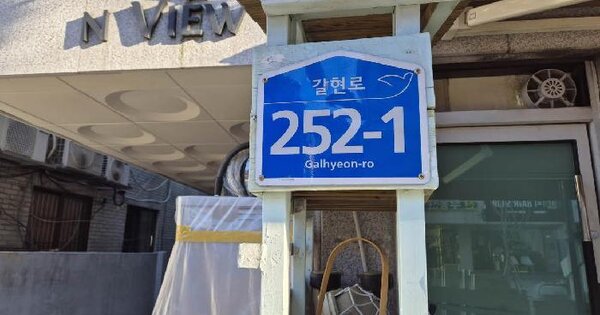 N VIEW
갈현로
252-1
Galhyeon-ro